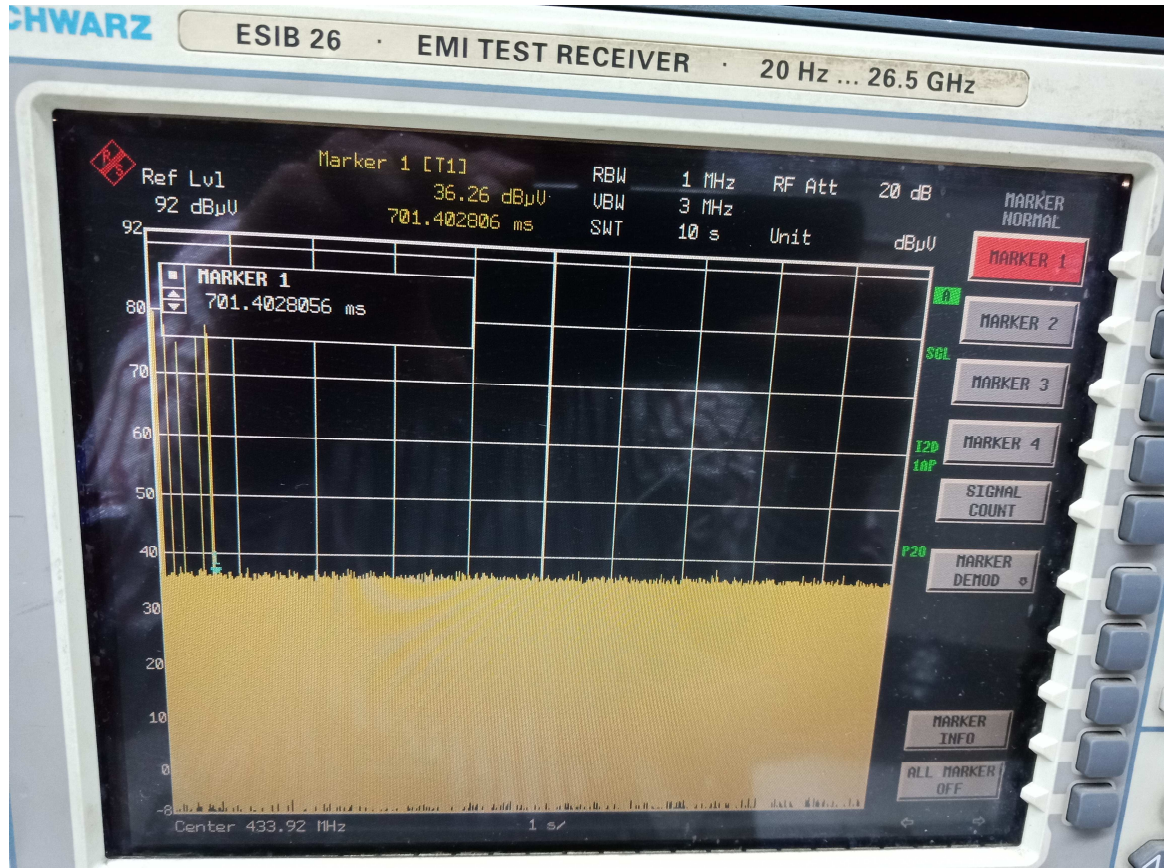 CHWARZ
ESIB 26 · EMI TEST RECEIVER · 20 Hz ... 26.5 GHz
R S
Ref Lvl
92 dBµV
Marker 1 [T1]
36.26 dBµV
701.402806 ms
RBW 1 MHz
VBW 3 MHz
SWT 10 s
RF Att 20 dB
Unit dBµV
MARKER
NORMAL
MARKER 1
MARKER 2
MARKER 3
MARKER 4
SIGNAL
COUNT
MARKER
DEMOD
MARKER
INFO
ALL MARKER
OFF
MARKER 1
701.4028056 ms
92
80
70
60
50
40
30
20
10
0
-8
A
SGL
1AP
Center 433.92 MHz
1 s/